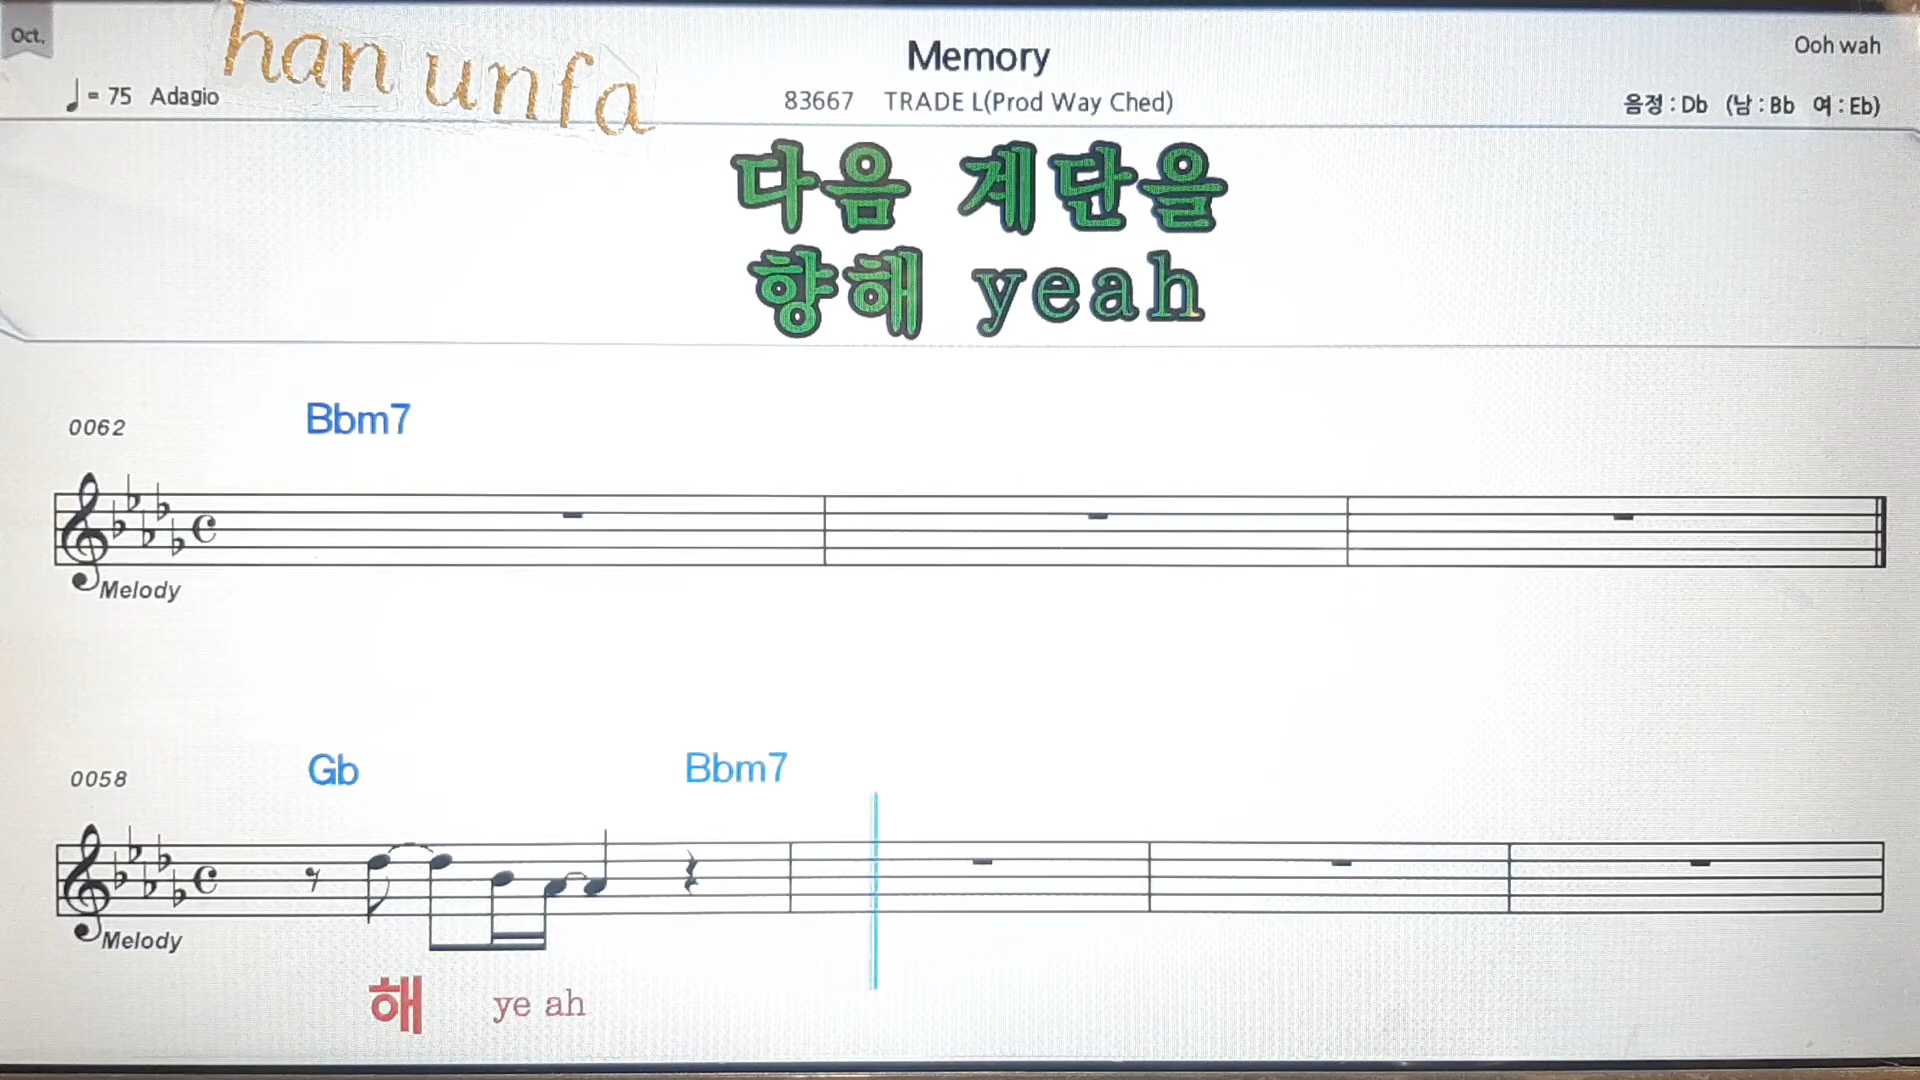 Oct.
han unfa
Memory
Ooh wah
= 75 Adagio
83667 TRADE L(Prod Way Ched)
음정 : Db (남 : Bb 여 : Eb)
다음 계단을
향해 yeah
0062
Bbm7
Melody
0058
Gb
Bbm7
Melody
해 ye ah